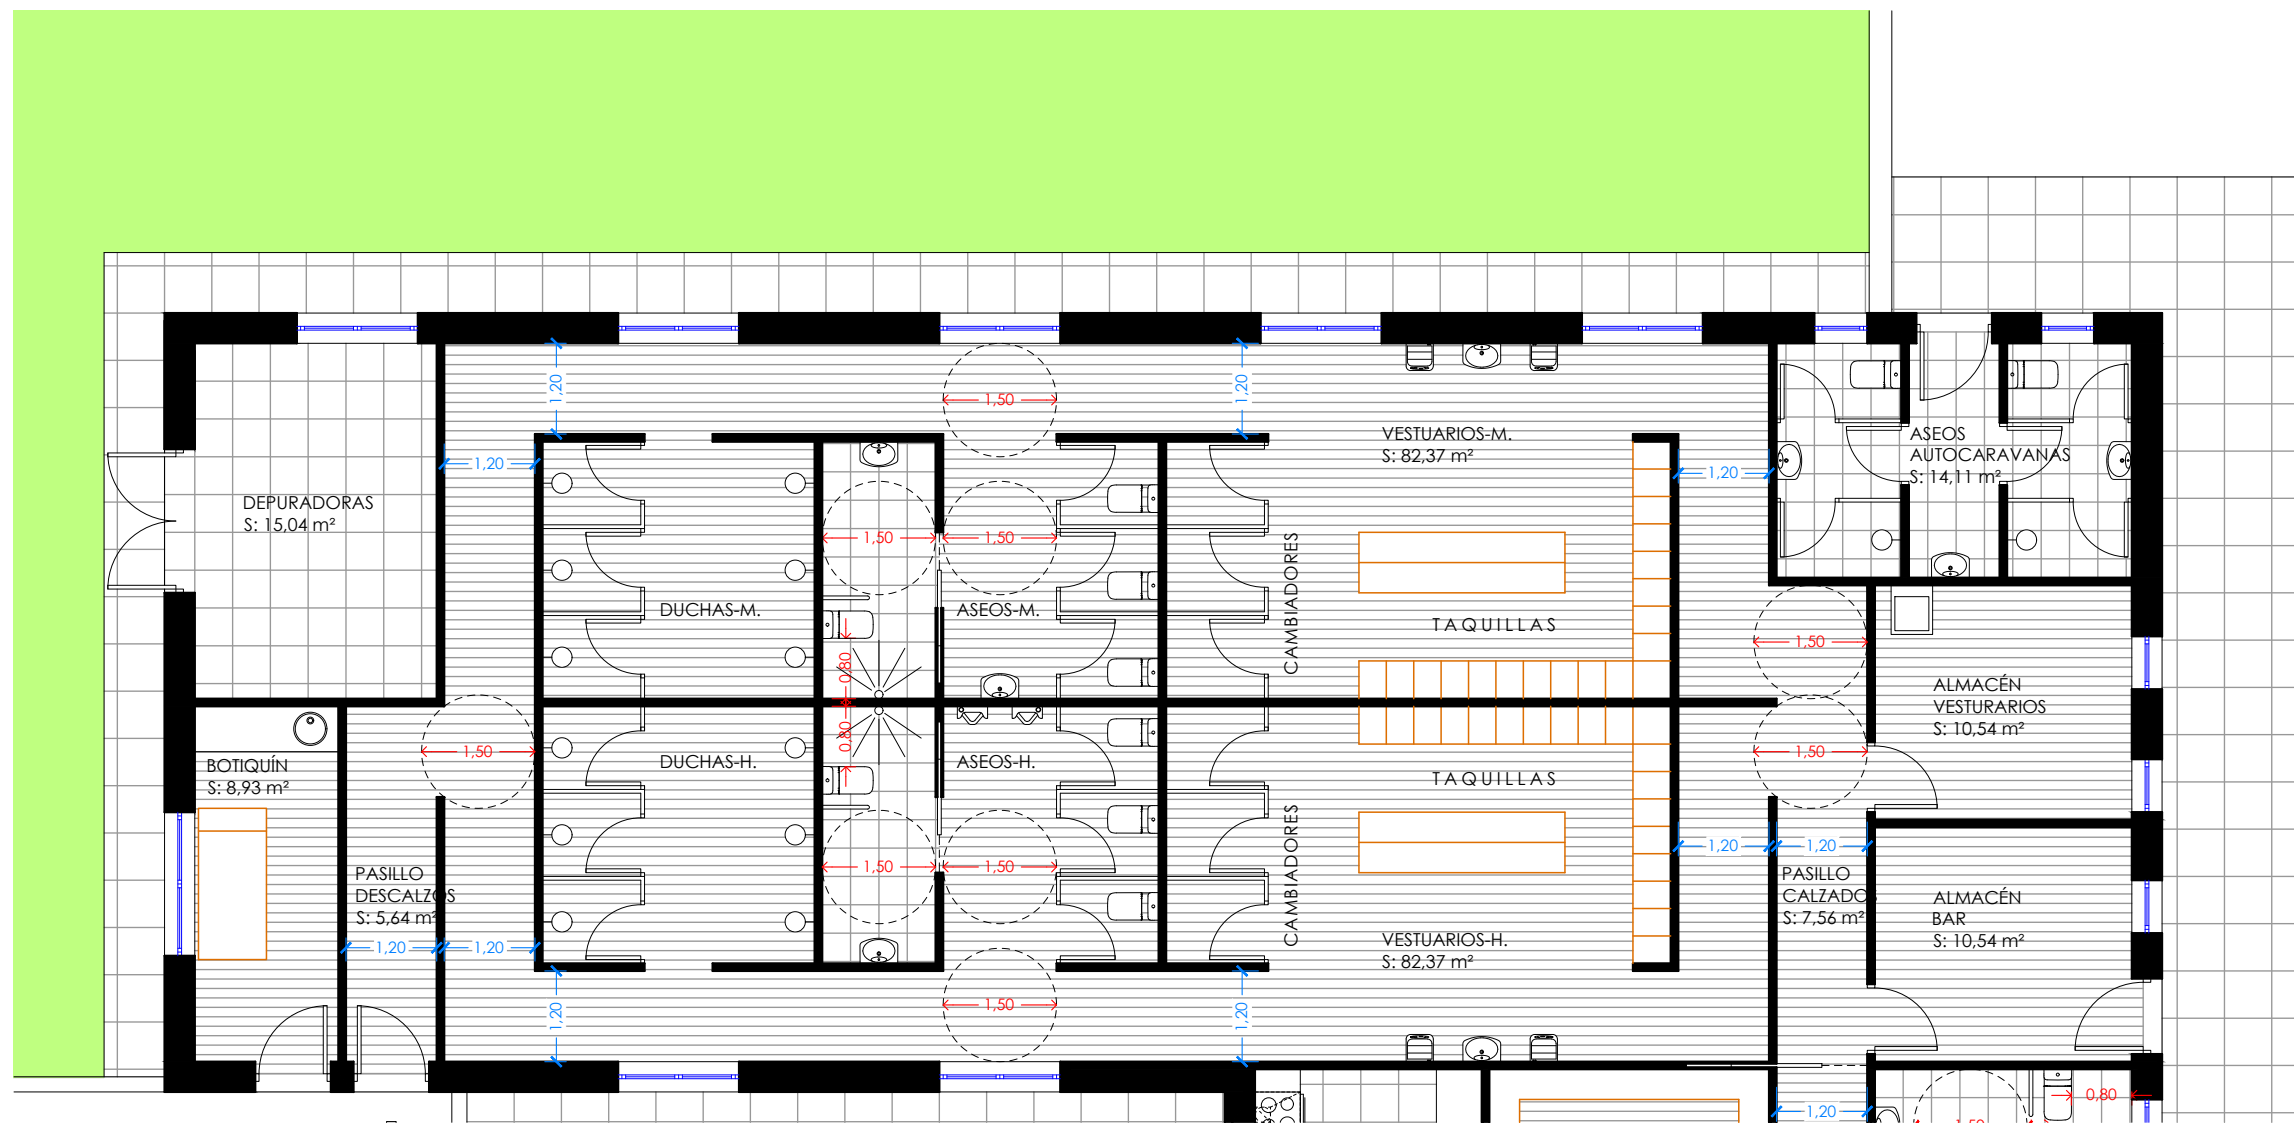 1,20
1,20
1,50
VESTUARIOS-M.
S: 82,37 m²
ASEOS
AUTOCARAVANAS
S: 14,11 m²
1,20
1,20
DEPURADORAS
S: 15,04 m²
1,50
1,50
CAMBIADORES
DUCHAS-M.
ASEOS-M.
TAQUILLAS
1,50
0,80
ALMACÉN
VESTURARIOS
S: 10,54 m²
0,80
1,50
1,50
BOTIQUÍN
S: 8,93 m²
DUCHAS-H.
ASEOS-H.
TAQUILLAS
CAMBIADORES
1,20
1,20
1,50
1,50
PASILLO
DESCALZOS
S: 5,64 m²
PASILLO
CALZADOS
S: 7,56 m²
ALMACÉN
BAR
S: 10,54 m²
1,20
1,20
VESTUARIOS-H.
S: 82,37 m²
1,20
1,50
1,20
0,80
1,20
1,50